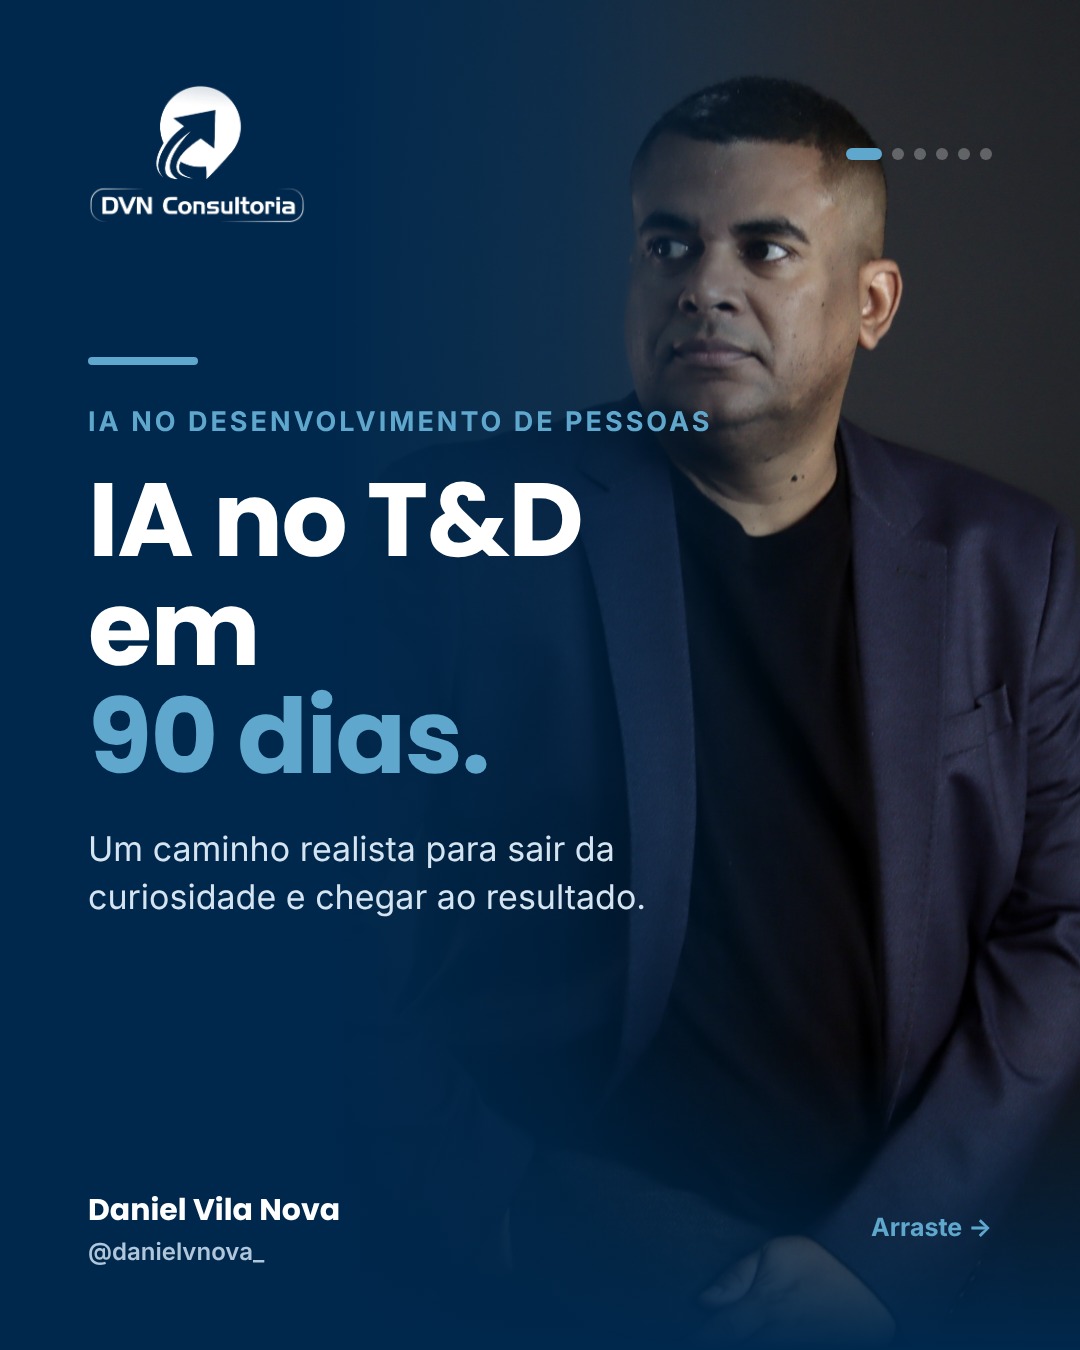 DVN Consultoria
IA NO DESENVOLVIMENTO DE PESSOAS
IA no T&D
em
90 dias.
Um caminho realista para sair da
curiosidade e chegar ao resultado.
Daniel Vila Nova
@danielvnova_
Arraste →